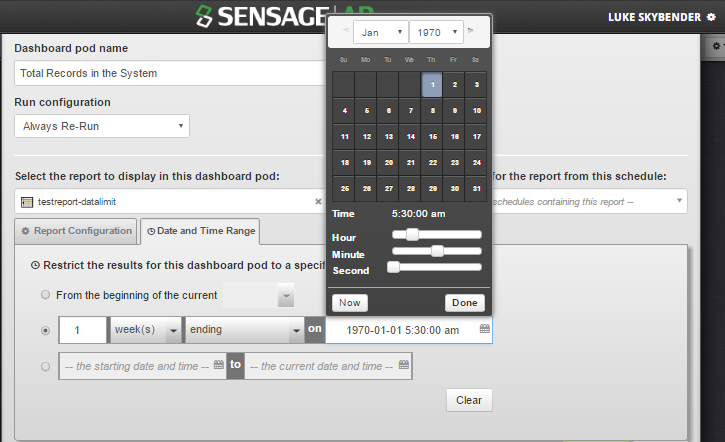 SENSAGE AP
LUKE SKYBENDER
Dashboard pod name
Total Records in the System
Run configuration
Always Re-Run
Select the report to display in this dashboard pod:
for the report from this schedule:
testreport-datalimit
schedules containing this report --
Report Configuration
Date and Time Range
Restrict the results for this dashboard pod to a specif
From the beginning of the current
1 week(s) ending on 1970-01-01 5:30:00 am
-- the starting date and time -- to -- the current date and time --
Clear
Jan 1970
Su Mo Tu We Th Fr Sa
1 2 3
4 5 6 7 8 9 10
11 12 13 14 15 16 17
18 19 20 21 22 23 24
25 26 27 28 29 30 31
Time 5:30:00 am
Hour
Minute
Second
Now Done